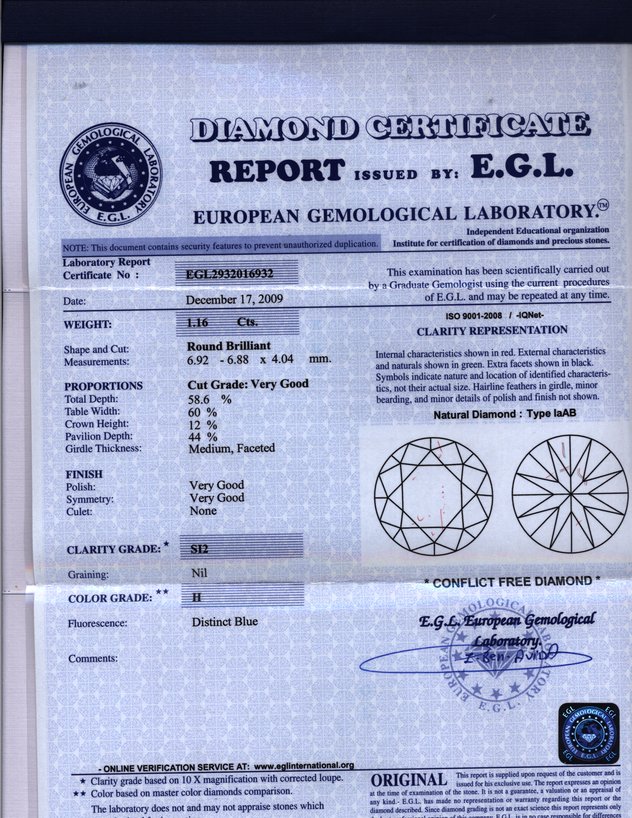 DIAMOND CERTIFICATE
REPORT ISSUED BY: E.G.L.
EUROPEAN GEMOLOGICAL LABORATORY.™
EUROPEAN GEMOLOGICAL LABORATORY
E.G.L.
Independent Educational organization
Institute for certification of diamonds and precious stones.
NOTE: This document contains security features to prevent unauthorized duplication.
Laboratory Report
Certificate No : EGL2932016932
Date: December 17, 2009
WEIGHT: 1.16 Cts.
Shape and Cut: Round Brilliant
Measurements: 6.92 - 6.88 x 4.04 mm.
PROPORTIONS Cut Grade: Very Good
Total Depth: 58.6 %
Table Width: 60 %
Crown Height: 12 %
Pavilion Depth: 44 %
Girdle Thickness: Medium, Faceted
FINISH
Polish: Very Good
Symmetry: Very Good
Culet: None
CLARITY GRADE: * SI2
Graining: Nil
COLOR GRADE: ** H
Fluorescence: Distinct Blue
Comments:
This examination has been scientifically carried out
by a Graduate Gemologist using the current procedures
of E.G.L. and may be repeated at any time.
ISO 9001-2008 / -IQNet-
CLARITY REPRESENTATION
Internal characteristics shown in red. External characteristics
and naturals shown in green. Extra facets shown in black.
Symbols indicate nature and location of identified characteris-
tics, not their actual size. Hairline feathers in girdle, minor
bearding, and minor details of polish and finish not shown.
Natural Diamond : Type IaAB
* CONFLICT FREE DIAMOND *
E.G.L. European Gemological
Laboratory.
EUROPEAN GEMOLOGICAL LABORATORY
E.G.L.
EGL EGL
EUROPEAN GEMOLOGICAL LABORATORY
E.G.L.
EGL EGL
- ONLINE VERIFICATION SERVICE AT: www.eglinternational.org
* Clarity grade based on 10 X magnification with corrected loupe.
** Color based on master color diamonds comparison.
The laboratory does not and may not appraise stones which
ORIGINAL This report is supplied upon request of the customer and is
issued for his exclusive use. The report expresses an opinion
at the time of examination of the stone. It is not a guarantee, a valuation or an appraisal of
any kind.- E.G.L. has made no representation or warranty regarding this report or the
diamond described. Since diamond grading is not an exact science this report represents only